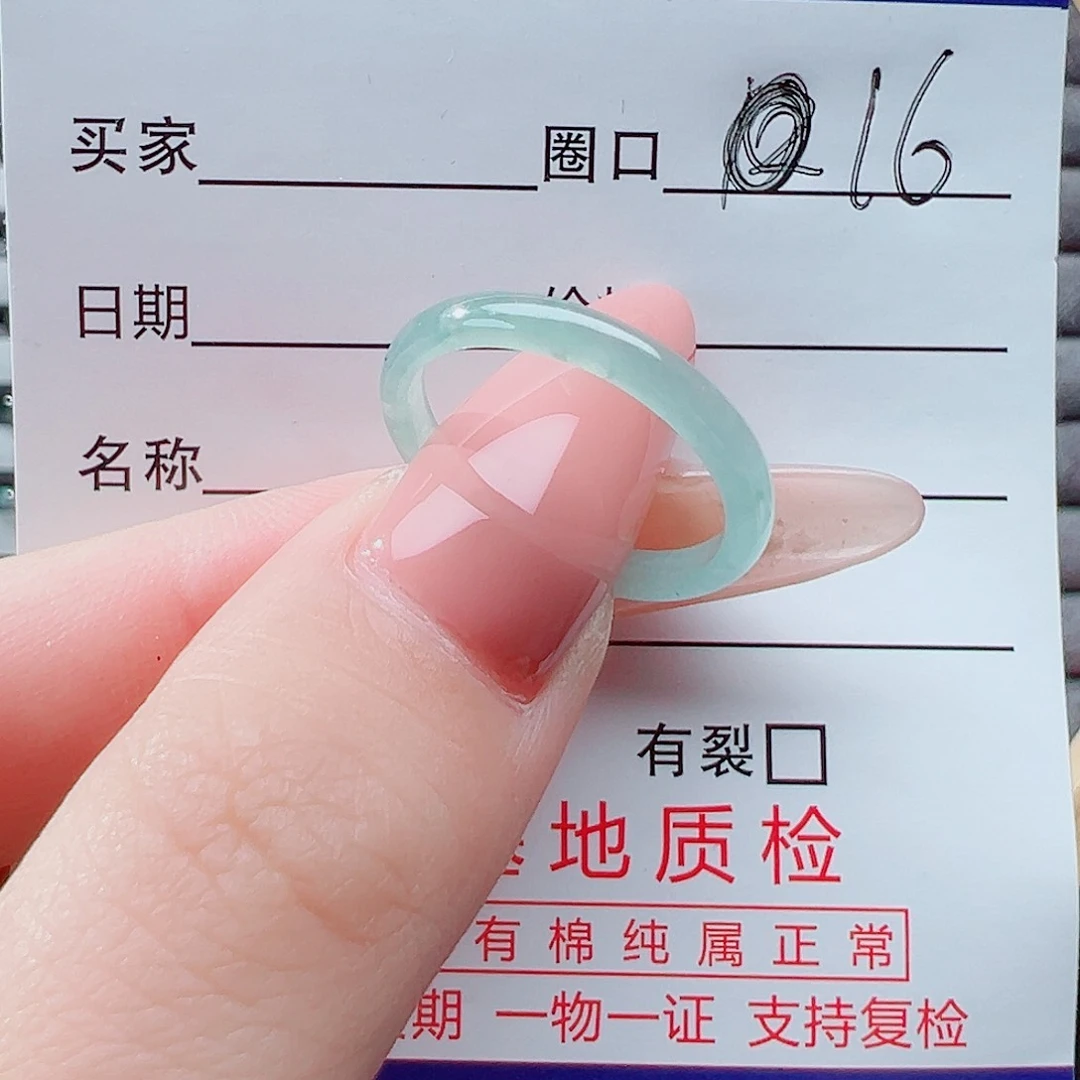 买家 圈口 16
日期
名称
有裂
地质检
有棉纯属正常
期 一物一证 支持复检